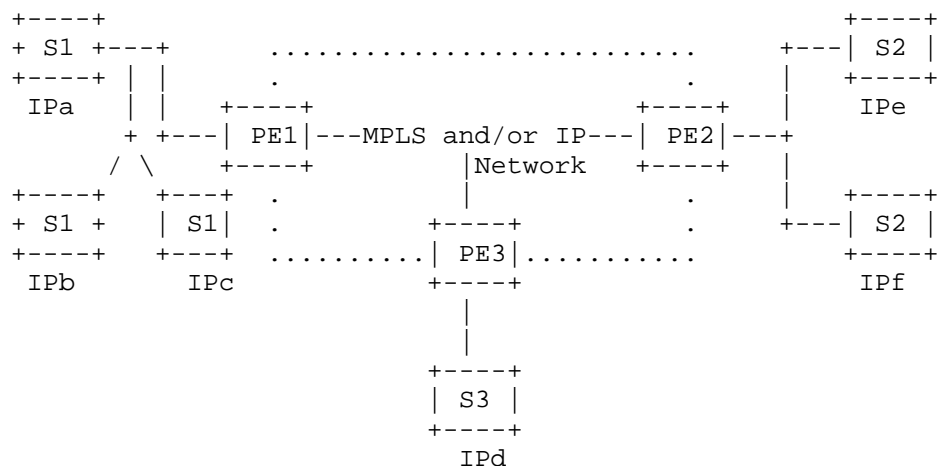 S1 S2
IPa IPe
PE1 MPLS and/or IP PE2
Network
S1 S1 S2
PE3
IPb IPc IPf
S3
IPd